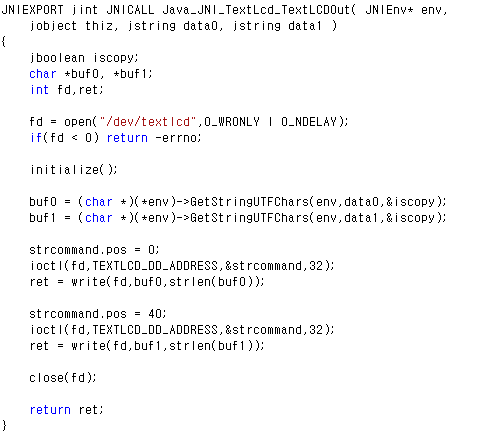 JNIEXPORT jint JNICALL Java_JNI_TextLcd_TextLCDOut( JNIEnv* env,
    jobject thiz, jstring data0, jstring data1 )
{
    jboolean iscopy;
    char *buf0, *buf1;
    int fd,ret;

    fd = open("/dev/textlcd",O_WRONLY | O_NDELAY);
    if(fd < 0) return -errno;

    initialize();

    buf0 = (char *)(*env)->GetStringUTFChars(env,data0,&iscopy);
    buf1 = (char *)(*env)->GetStringUTFChars(env,data1,&iscopy);

    strcommand.pos = 0;
    ioctl(fd,TEXTLCD_DD_ADDRESS,&strcommand,32);
    ret = write(fd,buf0,strlen(buf0));

    strcommand.pos = 40;
    ioctl(fd,TEXTLCD_DD_ADDRESS,&strcommand,32);
    ret = write(fd,buf1,strlen(buf1));

    close(fd);

    return ret;
}